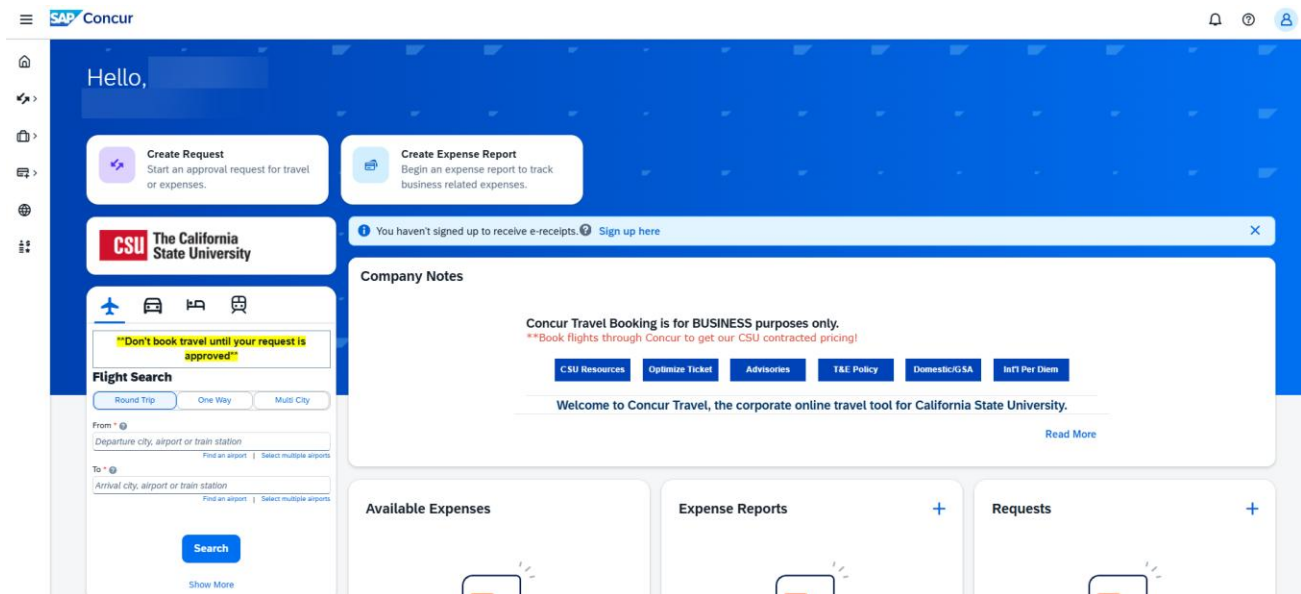 SAP Concur
Hello,
Create Request
Start an approval request for travel
or expenses.
Create Expense Report
Begin an expense report to track
business related expenses.
CSU The California
State University
You haven't signed up to receive e-receipts. Sign up here
Company Notes
Concur Travel Booking is for BUSINESS purposes only.
**Book flights through Concur to get our CSU contracted pricing!
CSU Resources Optimize Ticket Advisories T&E Policy Domestic/GSA Int'l Per Diem
Welcome to Concur Travel, the corporate online travel tool for California State University.
Read More
**Don't book travel until your request is
approved**
Flight Search
Round Trip One Way Multi City
From *
Departure city, airport or train station
Find an airport | Select multiple airports
To *
Arrival city, airport or train station
Find an airport | Select multiple airports
Search
Show More
Available Expenses
Expense Reports
Requests